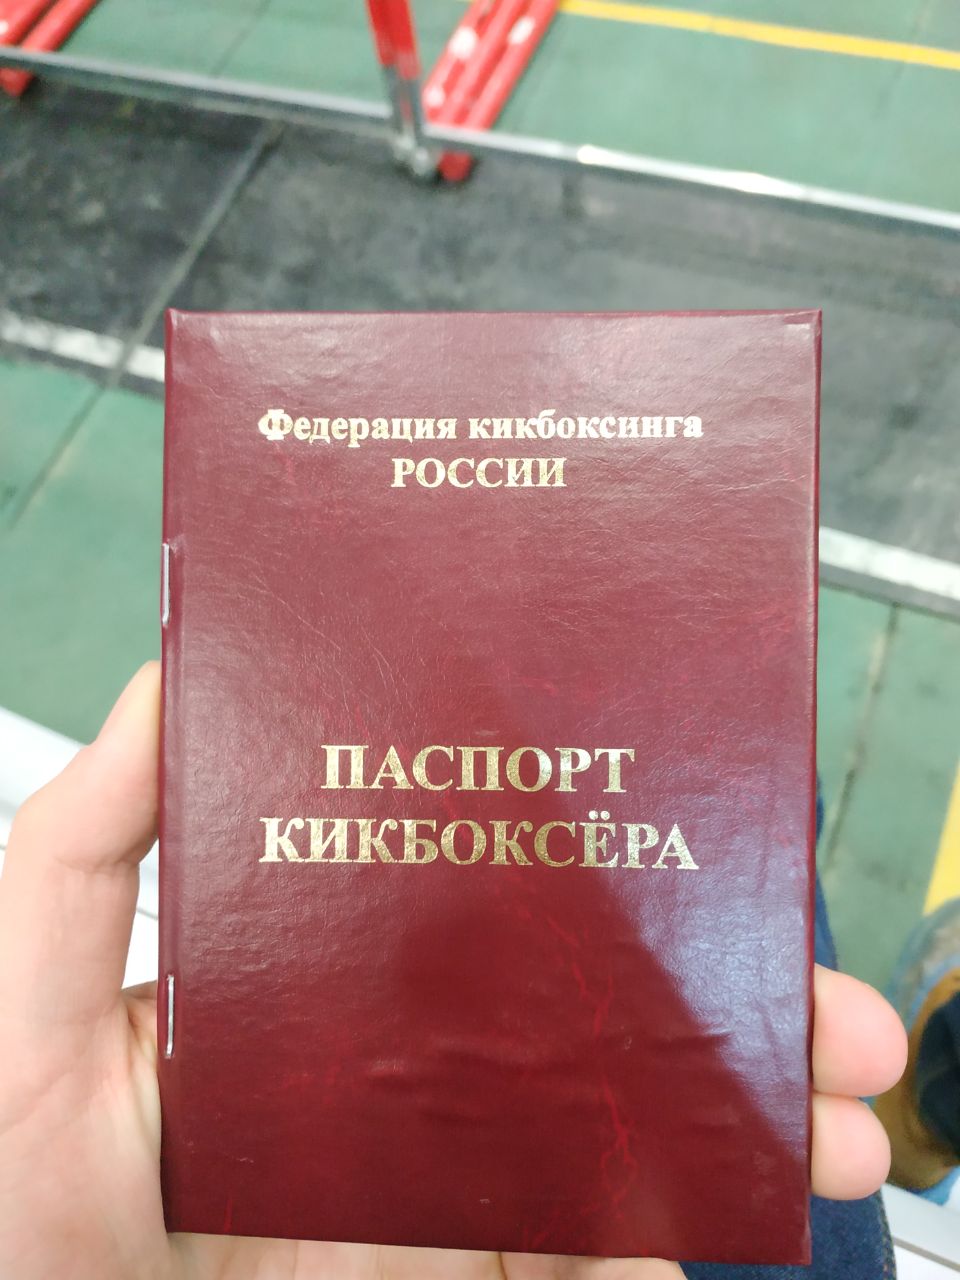 Федерация кикбоксинга
РОССИИ
ПАСПОРТ
КИКБОКСЁРА